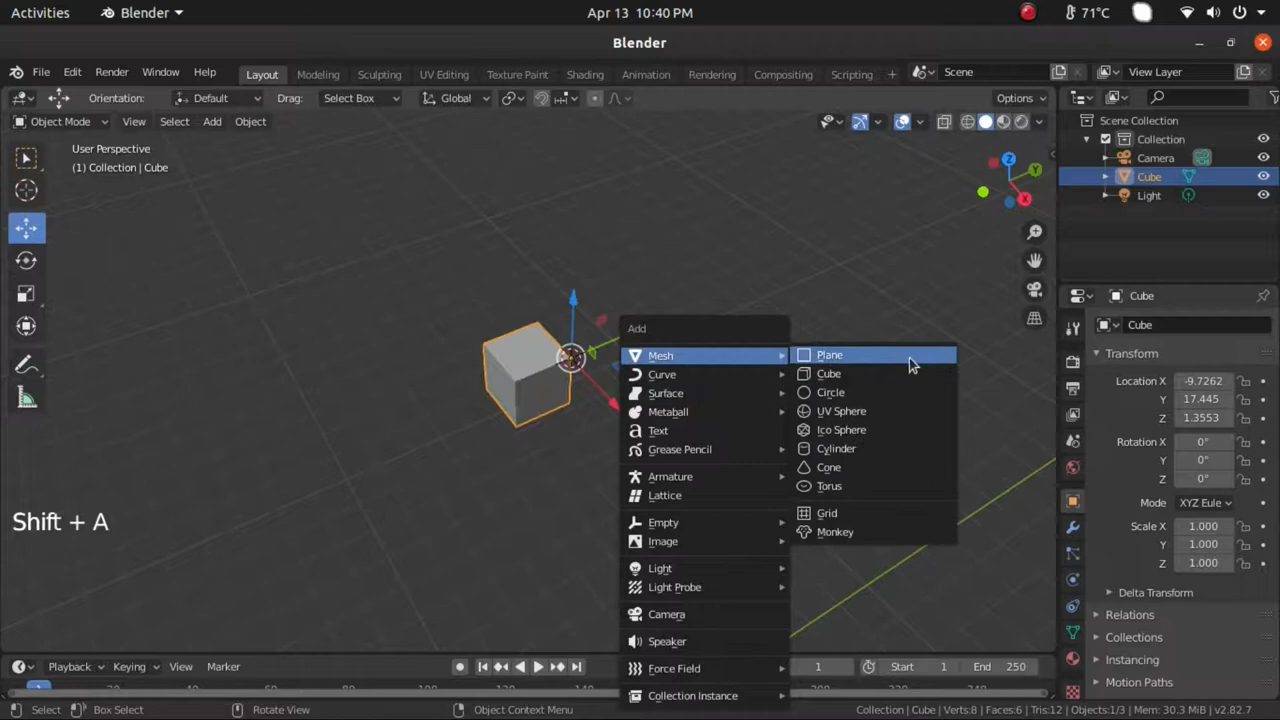 Activities Blender Apr 13 10:40 PM 71°C
Blender
File Edit Render Window Help Layout Modeling Sculpting UV Editing Texture Paint Shading Animation Rendering Compositing Scripting + Scene View Layer
Orientation: Default Drag: Select Box Global Options
Object Mode View Select Add Object
User Perspective
(1) Collection | Cube
Z
Y
X
Scene Collection
Collection
Camera
Cube
Light
Add
Mesh
Curve
Surface
Metaball
Text
Grease Pencil
Armature
Lattice
Empty
Image
Light
Light Probe
Camera
Speaker
Force Field
Collection Instance
Plane
Cube
Circle
UV Sphere
Ico Sphere
Cylinder
Cone
Torus
Grid
Monkey
Shift + A
Cube
Cube
Transform
Location X -9.7262
Y 17.445
Z 1.3553
Rotation X 0°
Y 0°
Z 0°
Mode XYZ Eule
Scale X 1.000
Y 1.000
Z 1.000
Delta Transform
Relations
Collections
Instancing
Motion Paths
Playback Keying View Marker 1 Start 1 End 250
1
Select Box Select Rotate View Object Context Menu Collection | Cube | Verts:8 | Faces:6 | Tris:12 | Objects:1/3 | Mem: 30.3 MiB | v2.82.7